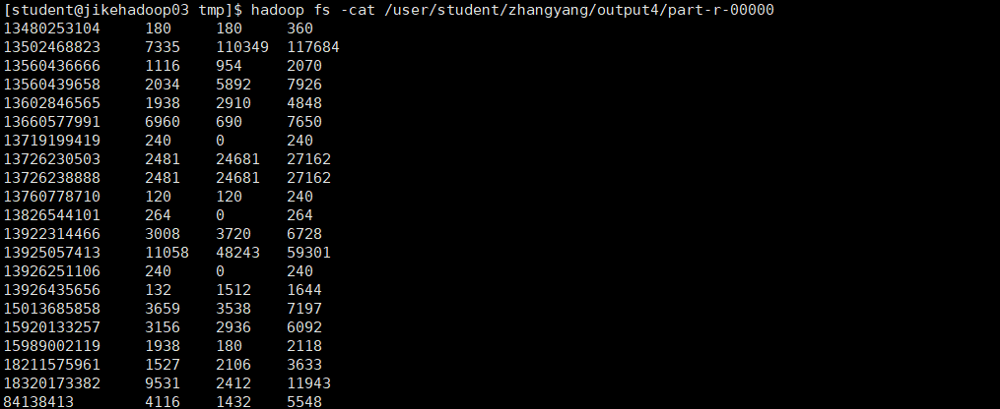 [student@jikehadoop03 tmp]$ hadoop fs -cat /user/student/zhangyang/output4/part-r-00000
13480253104 180 180 360
13502468823 7335 110349 117684
13560436666 1116 954 2070
13560439658 2034 5892 7926
13602846565 1938 2910 4848
13660577991 6960 690 7650
13719199419 240 0 240
13726230503 2481 24681 27162
13726238888 2481 24681 27162
13760778710 120 120 240
13826544101 264 0 264
13922314466 3008 3720 6728
13925057413 11058 48243 59301
13926251106 240 0 240
13926435656 132 1512 1644
15013685858 3659 3538 7197
15920133257 3156 2936 6092
15989002119 1938 180 2118
18211575961 1527 2106 3633
18320173382 9531 2412 11943
84138413 4116 1432 5548